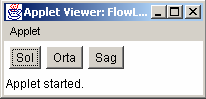 Applet Viewer: FlowL...
Applet
Sol Orta Sag
Applet started.